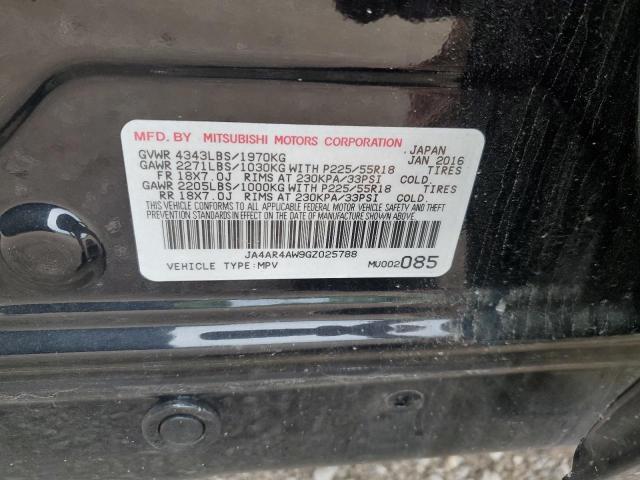 MFD. BY MITSUBISHI MOTORS CORPORATION, JAPAN
GVWR 4343LBS/1970KG JAN 2016
GAWR 2271LBS/1030KG WITH P225/55R18 TIRES
FR 18X7.0J RIMS AT 230KPA/33PSI COLD.
GAWR 2205LBS/1000KG WITH P225/55R18 TIRES
RR 18X7.0J RIMS AT 230KPA/33PSI COLD.
THIS VEHICLE CONFORMS TO ALL APPLICABLE FEDERAL MOTOR VEHICLE SAFETY AND THEFT
PREVENTION STANDARDS IN EFFECT ON THE DATE OF MANUFACTURE SHOWN ABOVE.
JA4AR4AW9GZ025788
VEHICLE TYPE:MPV MU002085